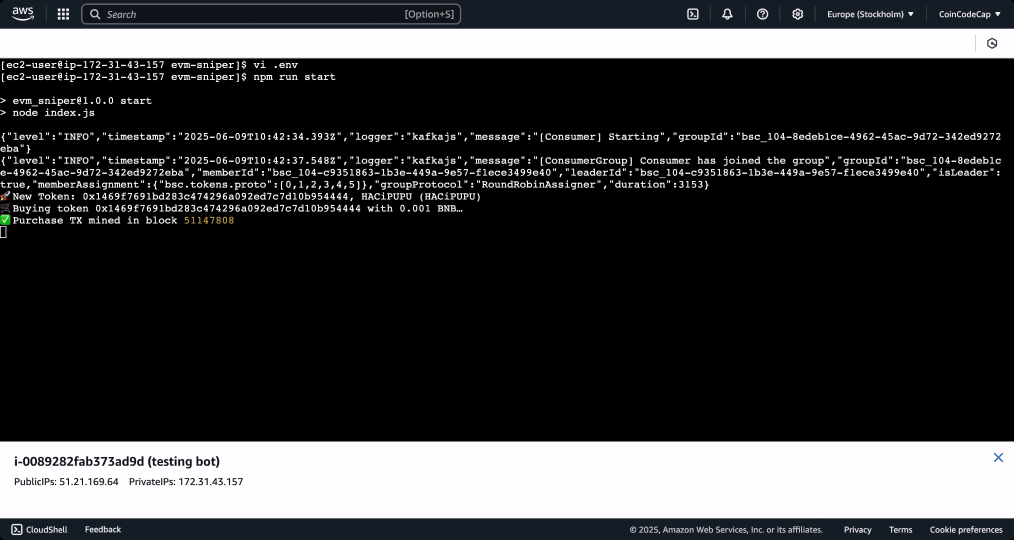 aws
Search
[Option+S]
Europe (Stockholm)
CoinCodeCap
[ec2-user@ip-172-31-43-157 evm-sniper]$ vi .env
[ec2-user@ip-172-31-43-157 evm-sniper]$ npm run start
> evm_sniper@1.0.0 start
> node index.js
{"level":"INFO","timestamp":"2025-06-09T10:42:34.393Z","logger":"kafkajs","message":"[Consumer] Starting","groupId":"bsc_104-8edeb1ce-4962-45ac-9d72-342ed9272
eba"}
{"level":"INFO","timestamp":"2025-06-09T10:42:37.548Z","logger":"kafkajs","message":"[ConsumerGroup] Consumer has joined the group","groupId":"bsc_104-8edeb1c
e-4962-45ac-9d72-342ed9272eba","memberId":"bsc_104-c9351863-1b3e-449a-9e57-f1ece3499e40","leaderId":"bsc_104-c9351863-1b3e-449a-9e57-f1ece3499e40","isLeader":
true,"memberAssignment":{"bsc.tokens.proto":[0,1,2,3,4,5]},"groupProtocol":"RoundRobinAssigner","duration":3153}
🚀New Token: 0x1469f7691bd283c474296a092ed7c7d10b954444, HACiPUPU (HACiPUPU)
🛒Buying token 0x1469f7691bd283c474296a092ed7c7d10b954444 with 0.001 BNB…
✅Purchase TX mined in block 51147808
i-0089282fab373ad9d (testing bot)
PublicIPs: 51.21.169.64 PrivateIPs: 172.31.43.157
CloudShell
Feedback
© 2025, Amazon Web Services, Inc. or its affiliates.
Privacy
Terms
Cookie preferences